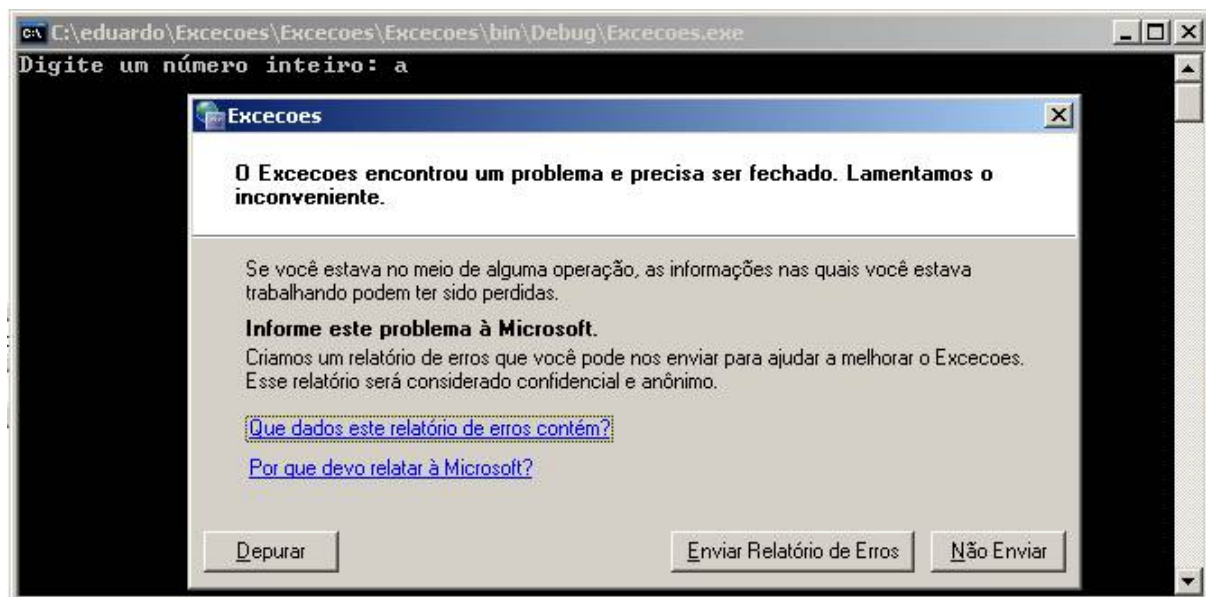 C:\eduardo\Excecoes\Excecoes\Excecoes\bin\Debug\Excecoes.exe
Digite um número inteiro: a
Excecoes
O Excecoes encontrou um problema e precisa ser fechado. Lamentamos o
inconveniente.
Se você estava no meio de alguma operação, as informações nas quais você estava
trabalhando podem ter sido perdidas.
Informe este problema à Microsoft.
Criamos um relatório de erros que você pode nos enviar para ajudar a melhorar o Excecoes.
Esse relatório será considerado confidencial e anônimo.
Que dados este relatório de erros contém?
Por que devo relatar à Microsoft?
Depurar
Enviar Relatório de Erros
Não Enviar